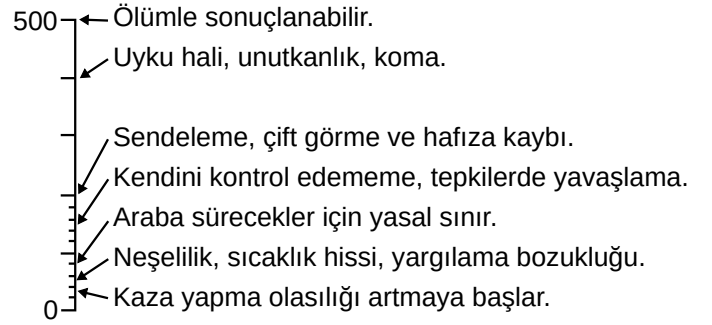 500 Ölümle sonuçlanabilir.
Uyku hali, unutkanlık, koma.
Sendeleme, çift görme ve hafıza kaybı.
Kendini kontrol edememe, tepkilerde yavaşlama.
Araba sürecekler için yasal sınır.
Neşelilik, sıcaklık hissi, yargılama bozukluğu.
0 Kaza yapma olasılığı artmaya başlar.